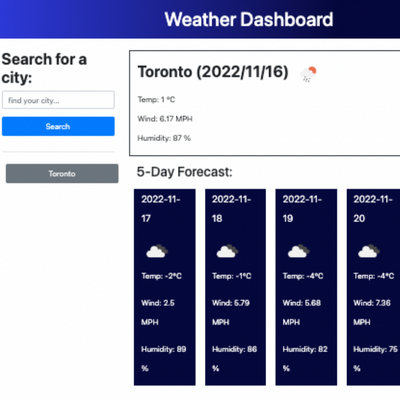 Weather Dashboard
Search for a
city:
find your city...
Search
Toronto
Toronto (2022/11/16)
Temp: 1 °C
Wind: 6.17 MPH
Humidity: 87 %
5-Day Forecast:
2022-11-
17
Temp: -2°C
Wind: 2.5
MPH
Humidity: 89
%
2022-11-
18
Temp: -1°C
Wind: 5.79
MPH
Humidity: 86
%
2022-11-
19
Temp: -4°C
Wind: 5.68
MPH
Humidity: 82
%
2022-11-
20
Temp: -4°C
Wind: 7.36
MPH
Humidity: 75
%